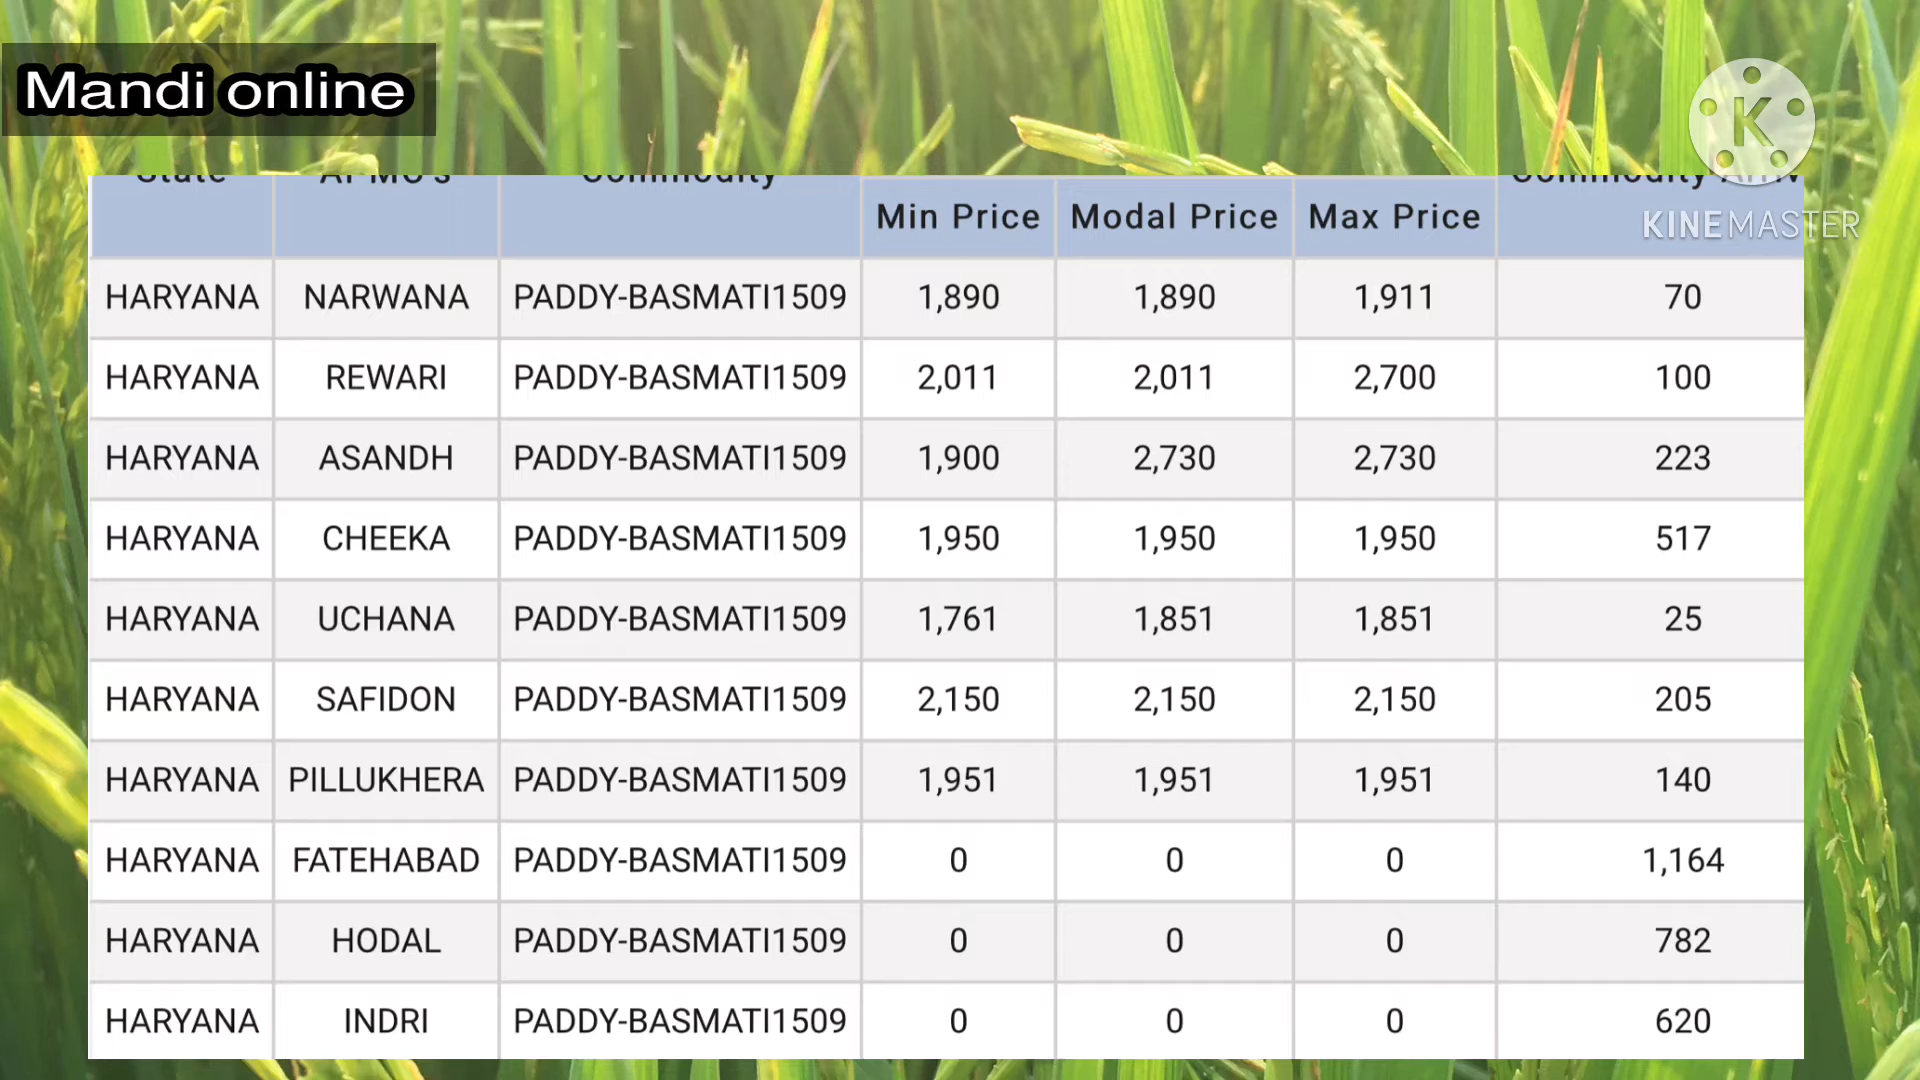 Mandi online
KINEMASTER
State APMC's Commodity Commodity Arriv
Min Price Modal Price Max Price
HARYANA NARWANA PADDY-BASMATI1509 1,890 1,890 1,911 70
HARYANA REWARI PADDY-BASMATI1509 2,011 2,011 2,700 100
HARYANA ASANDH PADDY-BASMATI1509 1,900 2,730 2,730 223
HARYANA CHEEKA PADDY-BASMATI1509 1,950 1,950 1,950 517
HARYANA UCHANA PADDY-BASMATI1509 1,761 1,851 1,851 25
HARYANA SAFIDON PADDY-BASMATI1509 2,150 2,150 2,150 205
HARYANA PILLUKHERA PADDY-BASMATI1509 1,951 1,951 1,951 140
HARYANA FATEHABAD PADDY-BASMATI1509 0 0 0 1,164
HARYANA HODAL PADDY-BASMATI1509 0 0 0 782
HARYANA INDRI PADDY-BASMATI1509 0 0 0 620